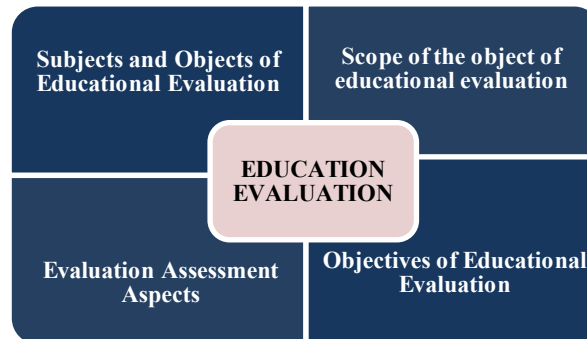 Subjects and Objects of
Educational Evaluation
Scope of the object of
educational evaluation
EDUCATION
EVALUATION
Evaluation Assessment
Aspects
Objectives of Educational
Evaluation